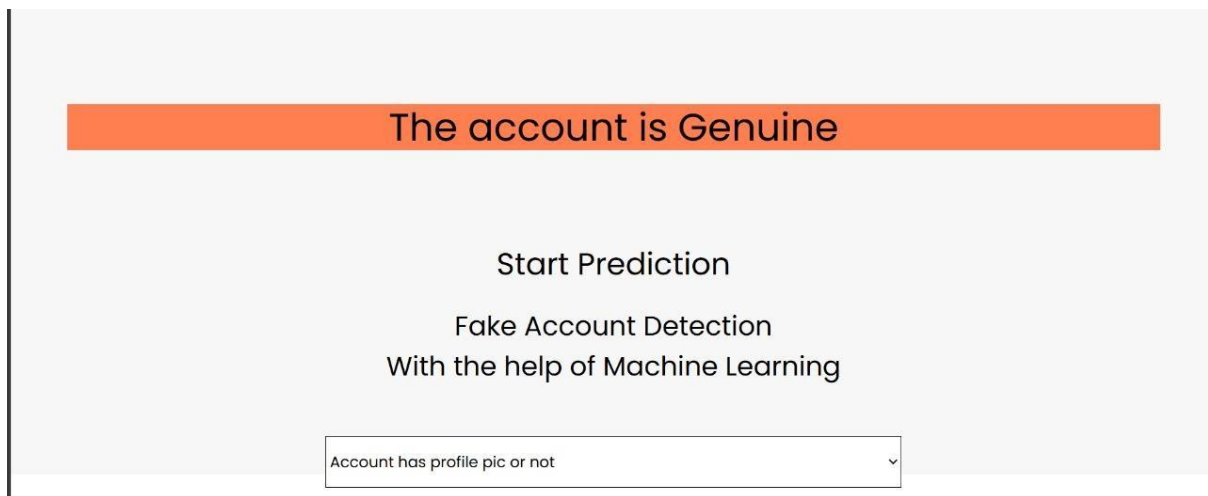 The account is Genuine
Start Prediction
Fake Account Detection
With the help of Machine Learning
Account has profile pic or not